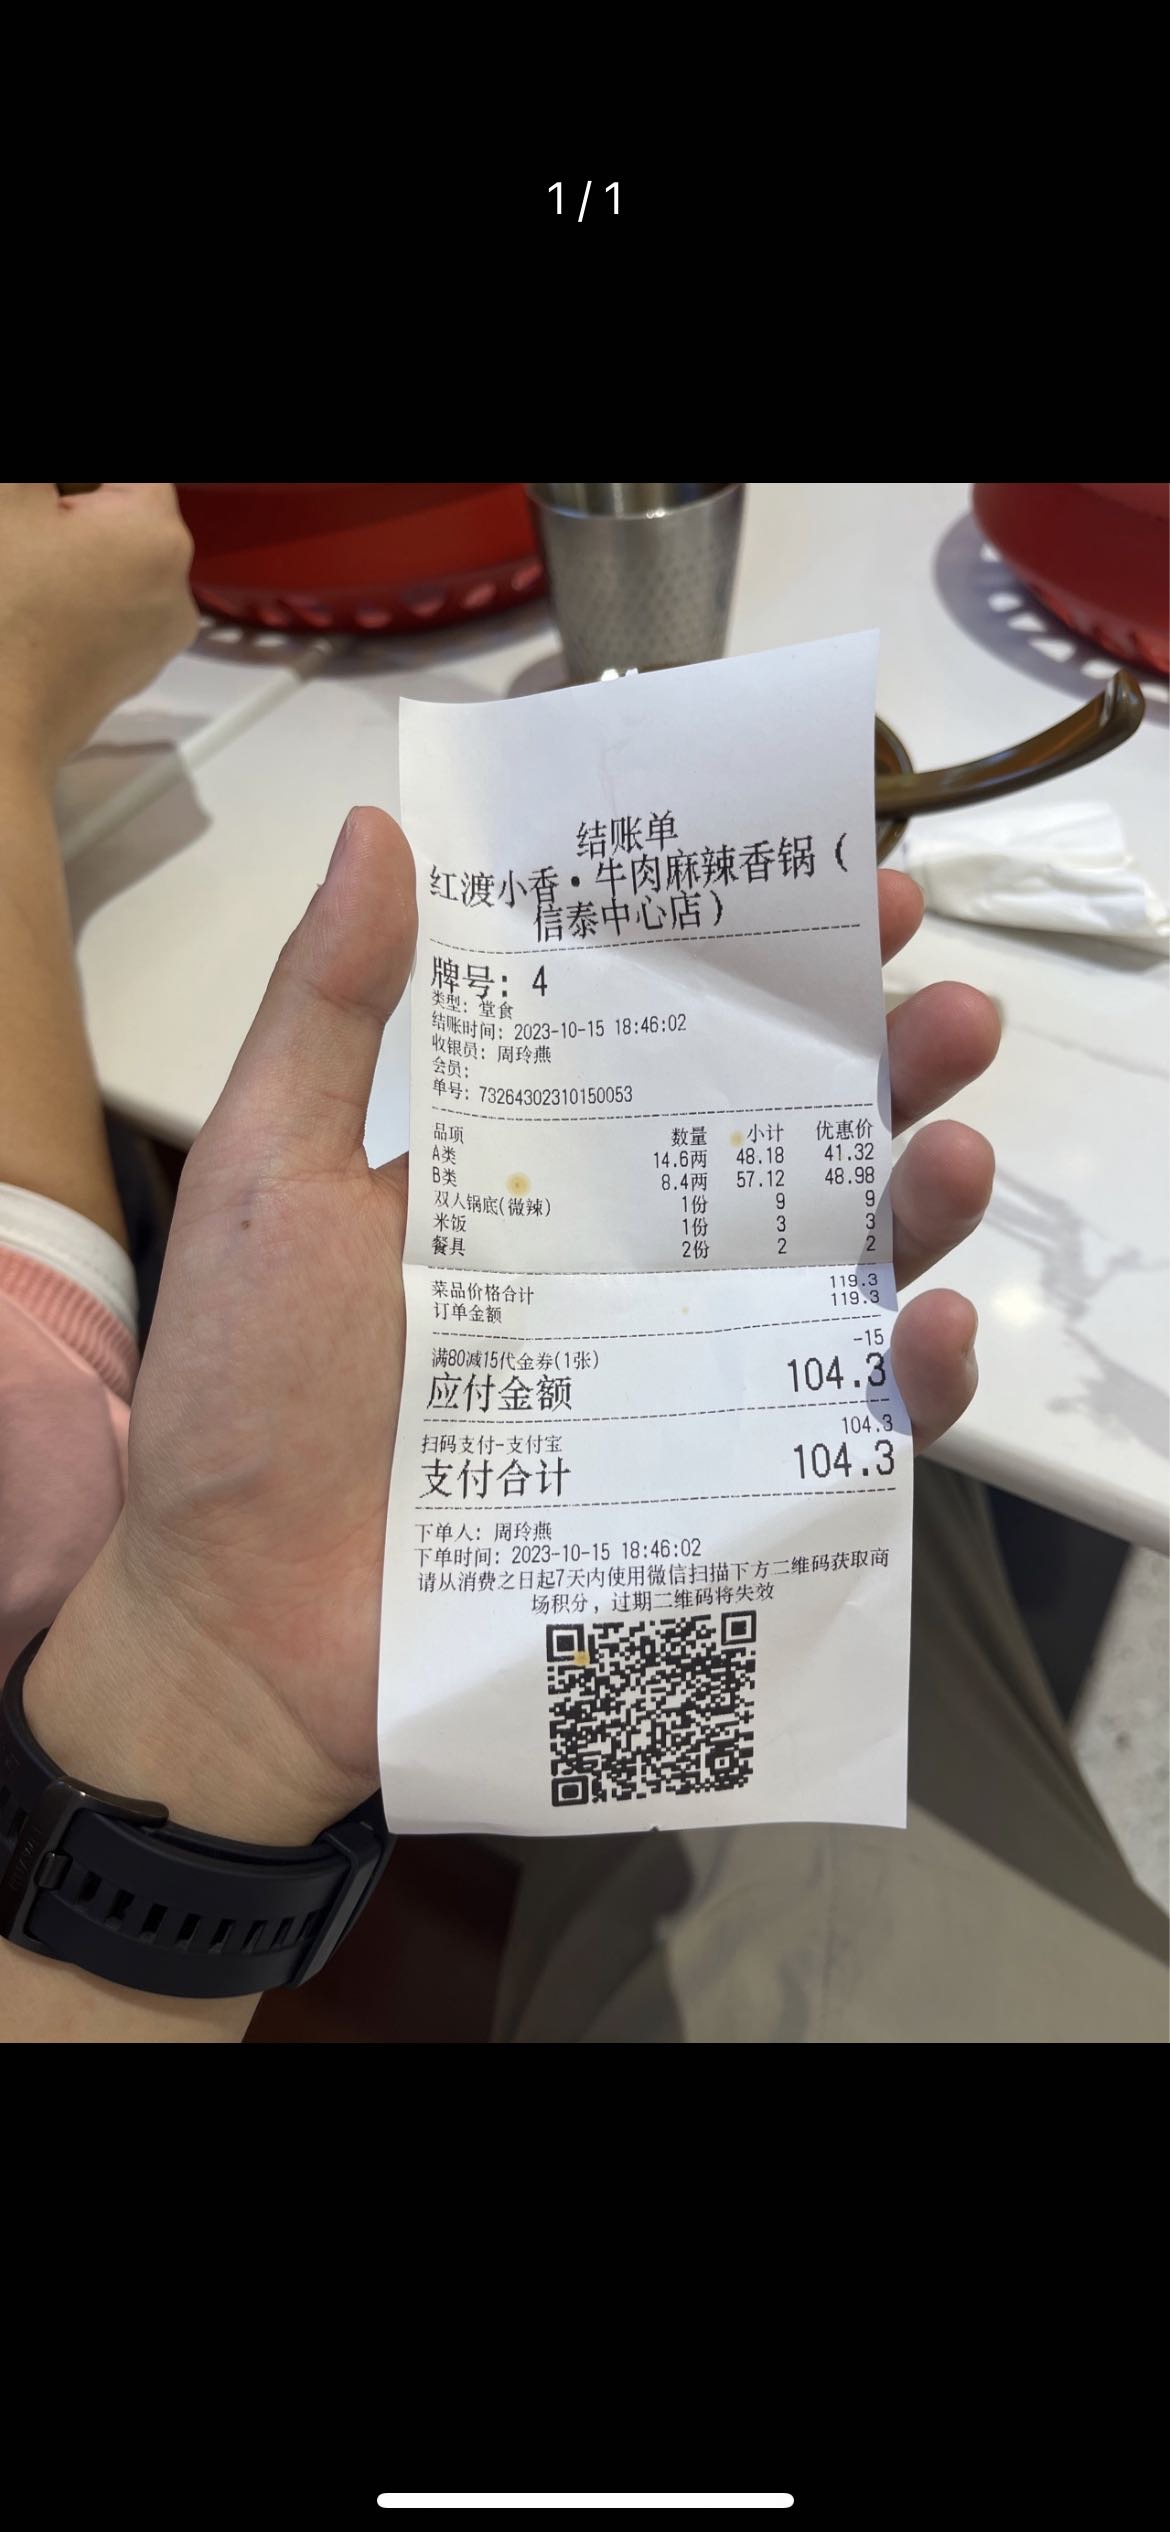 1/1
结账单
红渡小香·牛肉麻辣香锅(
信泰中心店)
牌号: 4
类型: 堂食
结账时间: 2023-10-15 18:46:02
收银员: 周玲燕
会员:
单号: 73264302310150053
品项 数量 小计 优惠价
A类 14.6两 48.18 41.32
B类 8.4两 57.12 48.98
双人锅底(微辣) 1份 9 9
米饭 1份 3 3
餐具 2份 2 2
菜品价格合计 119.3
订单金额 119.3
满80减15代金券(1张) -15
应付金额 104.3
扫码支付-支付宝 104.3
支付合计 104.3
下单人: 周玲燕
下单时间: 2023-10-15 18:46:02
请从消费之日起7天内使用微信扫描下方二维码获取商
场积分, 过期二维码将失效